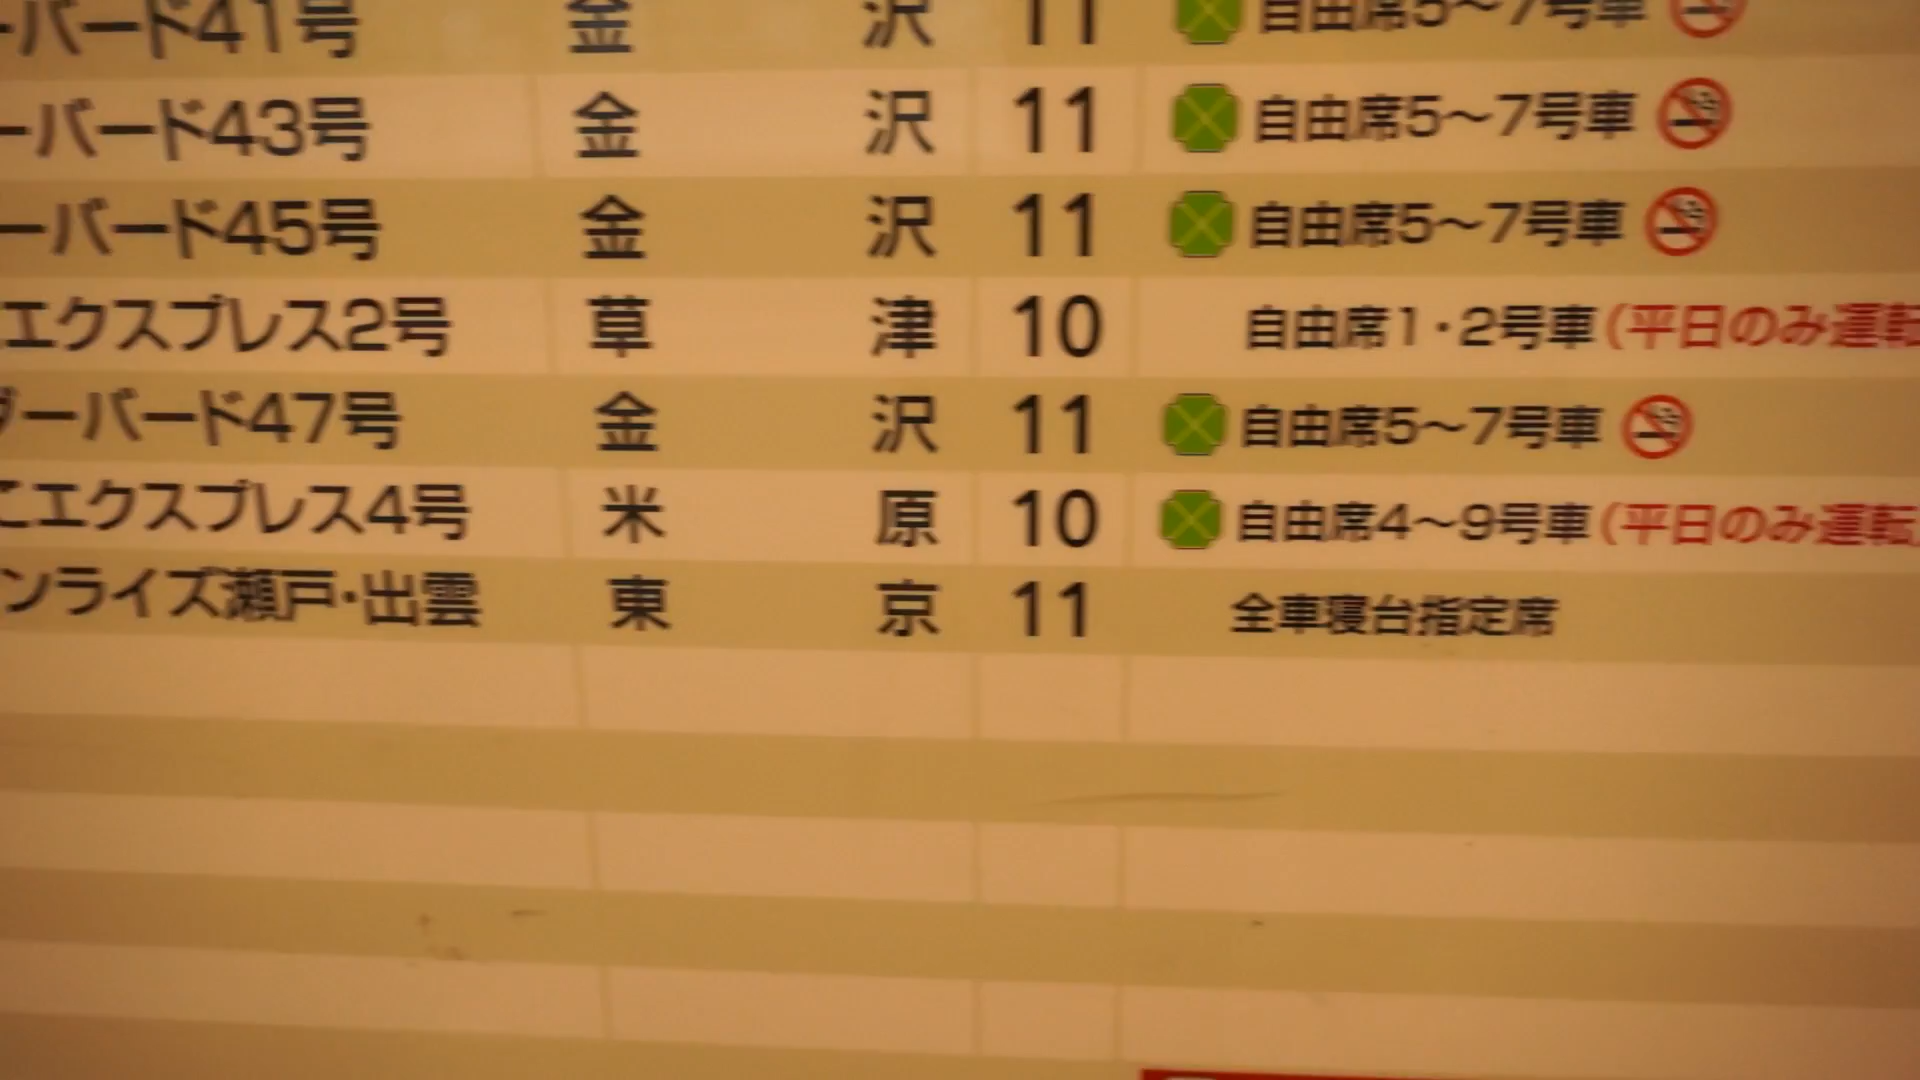 ーバード41号 金沢 11 自由席5～7号車
ーバード43号 金沢 11 自由席5～7号車
ーバード45号 金沢 11 自由席5～7号車
エクスプレス2号 草津 10 自由席1・2号車(平日のみ運転
ダーバード47号 金沢 11 自由席5～7号車
こエクスプレス4号 米原 10 自由席4～9号車(平日のみ運転)
ンライズ瀬戸・出雲 東京 11 全車寝台指定席